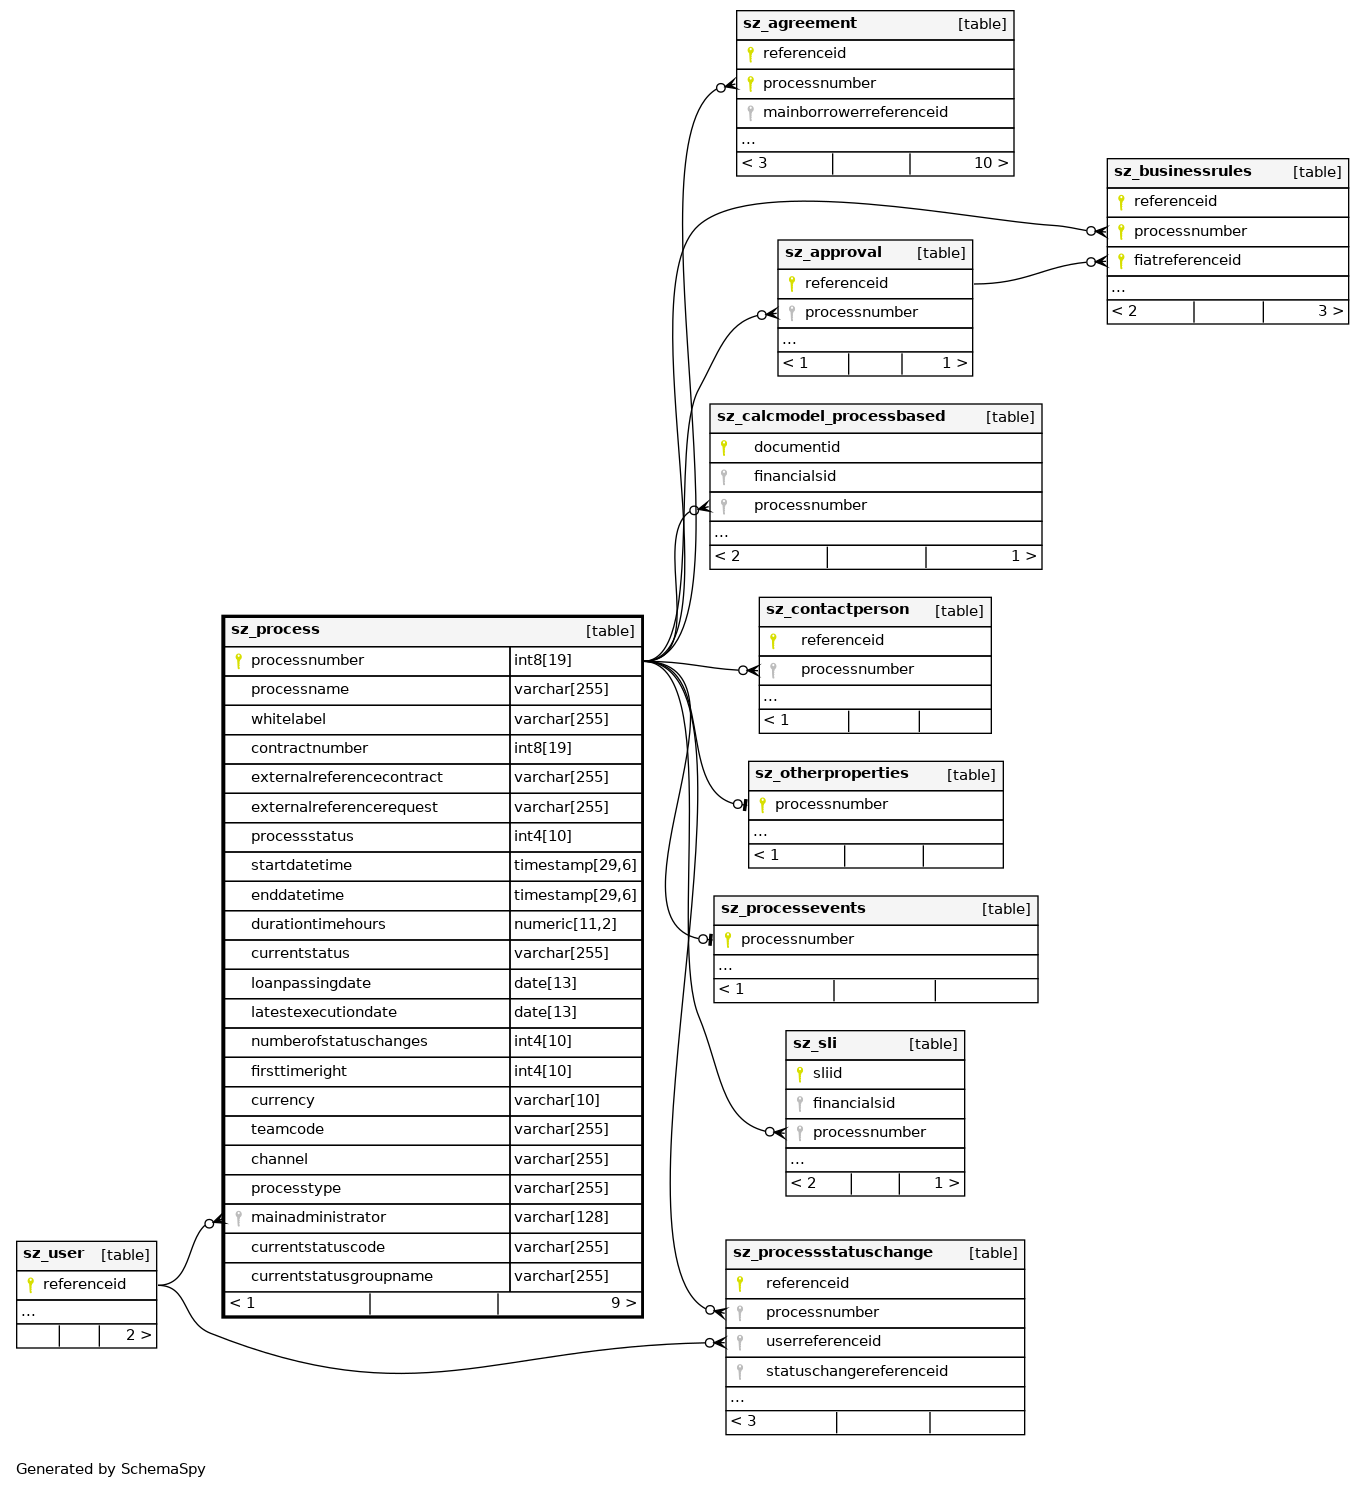 sz_agreement [table]
referenceid
processnumber
mainborrowerreferenceid
...
< 3 10 >
sz_businessrules [table]
referenceid
processnumber
fiatreferenceid
...
< 2 3 >
sz_approval [table]
referenceid
processnumber
...
< 1 1 >
sz_calcmodel_processbased [table]
documentid
financialsid
processnumber
...
< 2 1 >
sz_contactperson [table]
referenceid
processnumber
...
< 1
sz_process [table]
processnumber int8[19]
processname varchar[255]
whitelabel varchar[255]
contractnumber int8[19]
externalreferencecontract varchar[255]
externalreferencerequest varchar[255]
processstatus int4[10]
startdatetime timestamp[29,6]
enddatetime timestamp[29,6]
durationtimehours numeric[11,2]
currentstatus varchar[255]
loanpassingdate date[13]
latestexecutiondate date[13]
numberofstatuschanges int4[10]
firsttimeright int4[10]
currency varchar[10]
teamcode varchar[255]
channel varchar[255]
processtype varchar[255]
mainadministrator varchar[128]
currentstatuscode varchar[255]
currentstatusgroupname varchar[255]
< 1 9 >
sz_otherproperties [table]
processnumber
...
< 1
sz_processevents [table]
processnumber
...
< 1
sz_sli [table]
sliid
financialsid
processnumber
...
< 2 1 >
sz_user [table]
referenceid
...
2 >
sz_processstatuschange [table]
referenceid
processnumber
userreferenceid
statuschangereferenceid
...
< 3
Generated by SchemaSpy